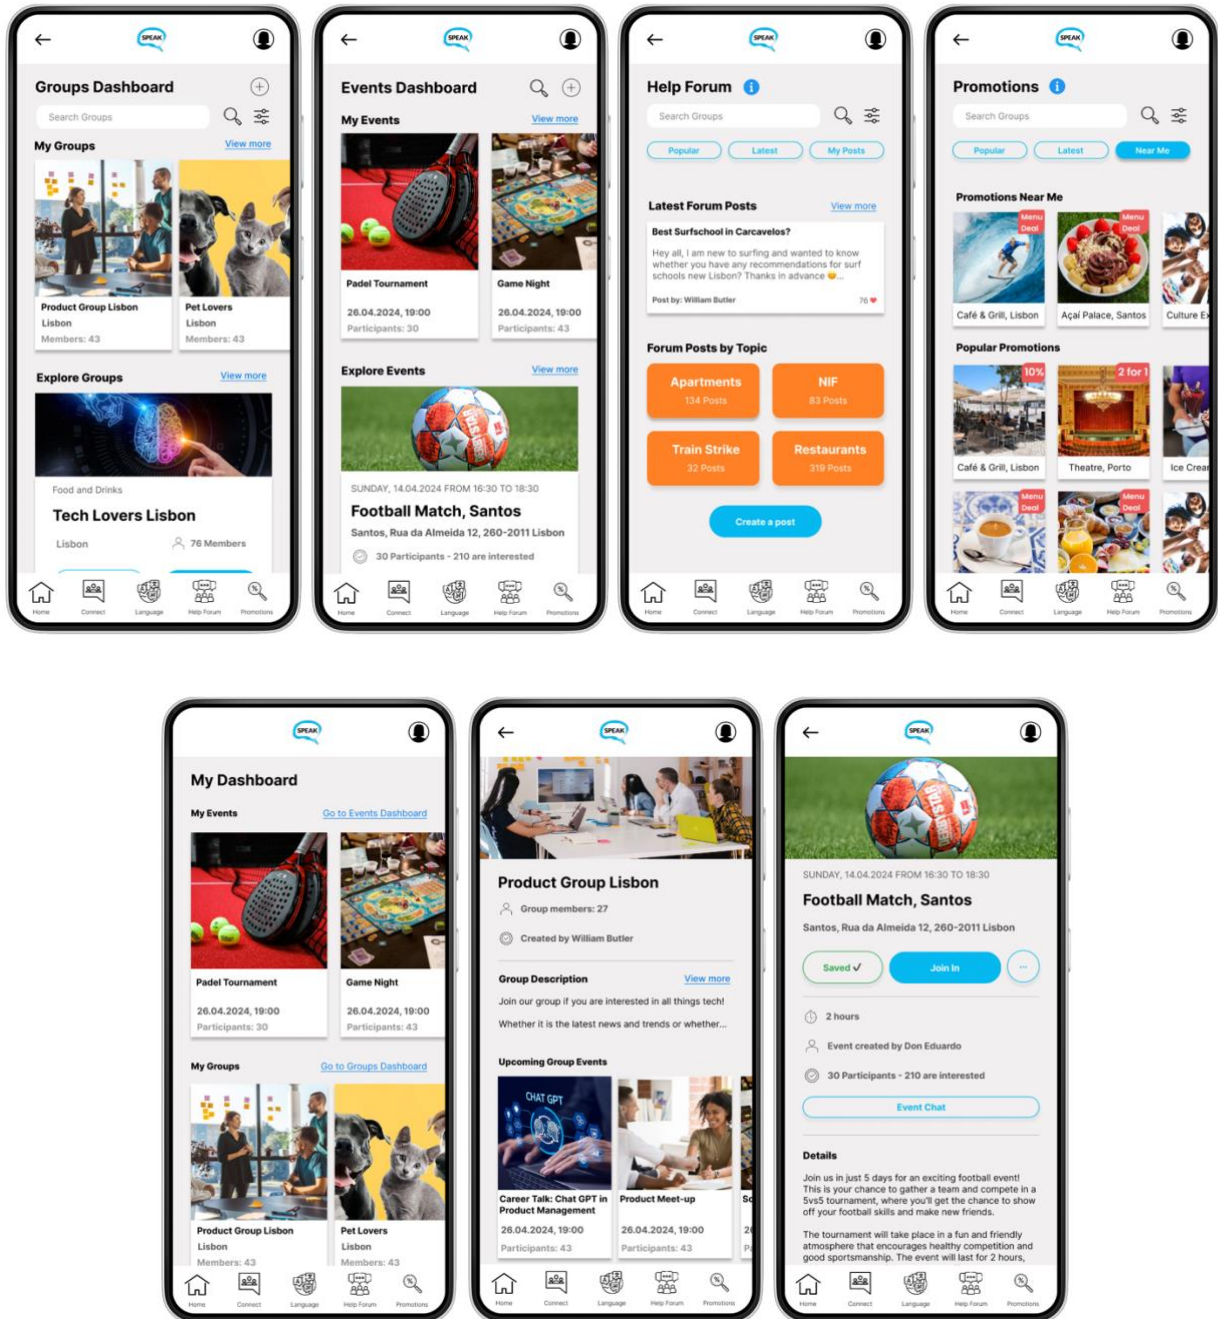 SPEAK
Groups Dashboard
Search Groups
My Groups
View more
Product Group Lisbon
Lisbon
Members: 43
Pet Lovers
Lisbon
Members: 43
Explore Groups
View more
Food and Drinks
Tech Lovers Lisbon
Lisbon
76 Members
Home
Connect
Language
Help Forum
Promotions
SPEAK
Events Dashboard
My Events
View more
Padel Tournament
26.04.2024, 19:00
Participants: 30
Game Night
26.04.2024, 19:00
Participants: 43
Explore Events
View more
SUNDAY, 14.04.2024 FROM 16:30 TO 18:30
Football Match, Santos
Santos, Rua da Almeida 12, 260-2011 Lisbon
30 Participants - 210 are interested
Home
Connect
Language
Help Forum
Promotions
SPEAK
Help Forum
Search Groups
Popular
Latest
My Posts
Latest Forum Posts
View more
Best Surfschool in Carcavelos?
Hey all, I am new to surfing and wanted to know
whether you have any recommendations for surf
schools new Lisbon? Thanks in advance 😊...
Post by: William Butler
76 ❤
Forum Posts by Topic
Apartments
134 Posts
NIF
83 Posts
Train Strike
32 Posts
Restaurants
319 Posts
Create a post
Home
Connect
Language
Help Forum
Promotions
SPEAK
Promotions
Search Groups
Popular
Latest
Near Me
Promotions Near Me
Menu
Deal
Menu
Deal
Café & Grill, Lisbon
Açaí Palace, Santos
Culture E
Popular Promotions
10%
2 for 1
Café & Grill, Lisbon
Theatre, Porto
Ice Crea
Menu
Deal
Menu
Deal
Home
Connect
Language
Help Forum
Promotions
SPEAK
My Dashboard
My Events
Go to Events Dashboard
Padel Tournament
26.04.2024, 19:00
Participants: 30
Game Night
26.04.2024, 19:00
Participants: 43
My Groups
Go to Groups Dashboard
Product Group Lisbon
Lisbon
Members: 43
Pet Lovers
Lisbon
Members: 43
Home
Connect
Language
Help Forum
Promotions
SPEAK
Product Group Lisbon
Group members: 27
Created by William Butler
Group Description
View more
Join our group if you are interested in all things tech!
Whether it is the latest news and trends or whether...
Upcoming Group Events
CHAT GPT
Career Talk: Chat GPT in
Product Management
26.04.2024, 19:00
Participants: 43
Product Meet-up
26.04.2024, 19:00
Participants: 43
Home
Connect
Language
Help Forum
Promotions
SPEAK
DERBYSTAR
SUNDAY, 14.04.2024 FROM 16:30 TO 18:30
Football Match, Santos
Santos, Rua da Almeida 12, 260-2011 Lisbon
Saved ✓
Join In
...
2 hours
Event created by Don Eduardo
30 Participants - 210 are interested
Event Chat
Details
Join us in just 5 days for an exciting football event!
This is your chance to gather a team and compete in a
5vs5 tournament, where you'll get the chance to show
off your football skills and make new friends.
The tournament will take place in a fun and friendly
atmosphere that encourages healthy competition and
good sportsmanship. The event will last for 2 hours,
Home
Connect
Language
Help Forum
Promotions